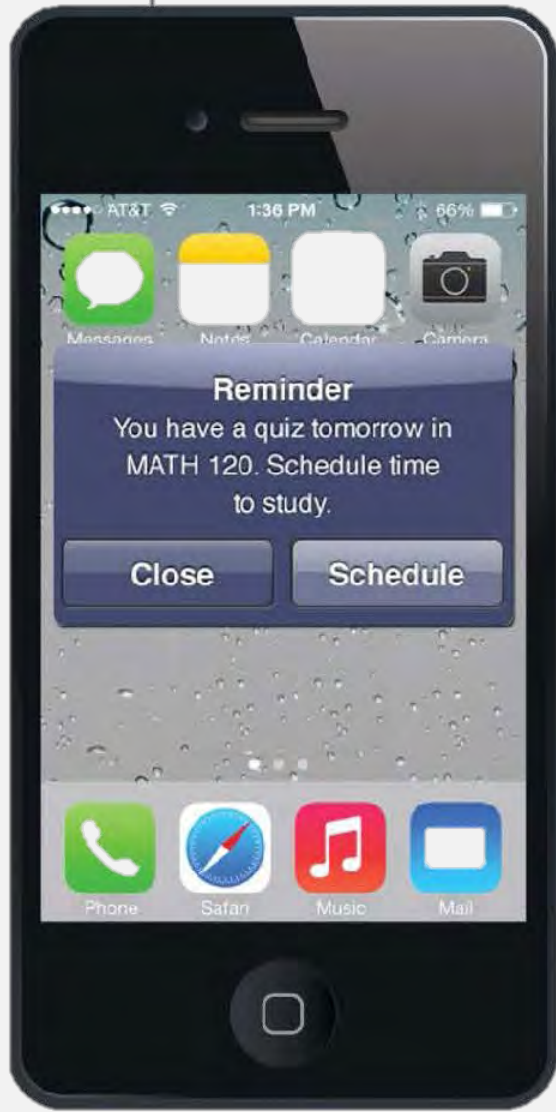 AT&T 1:36 PM 66%
Messages Notes Calendar Camera
Reminder
You have a quiz tomorrow in
MATH 120. Schedule time
to study.
Close Schedule
Phone Safari Music Mail